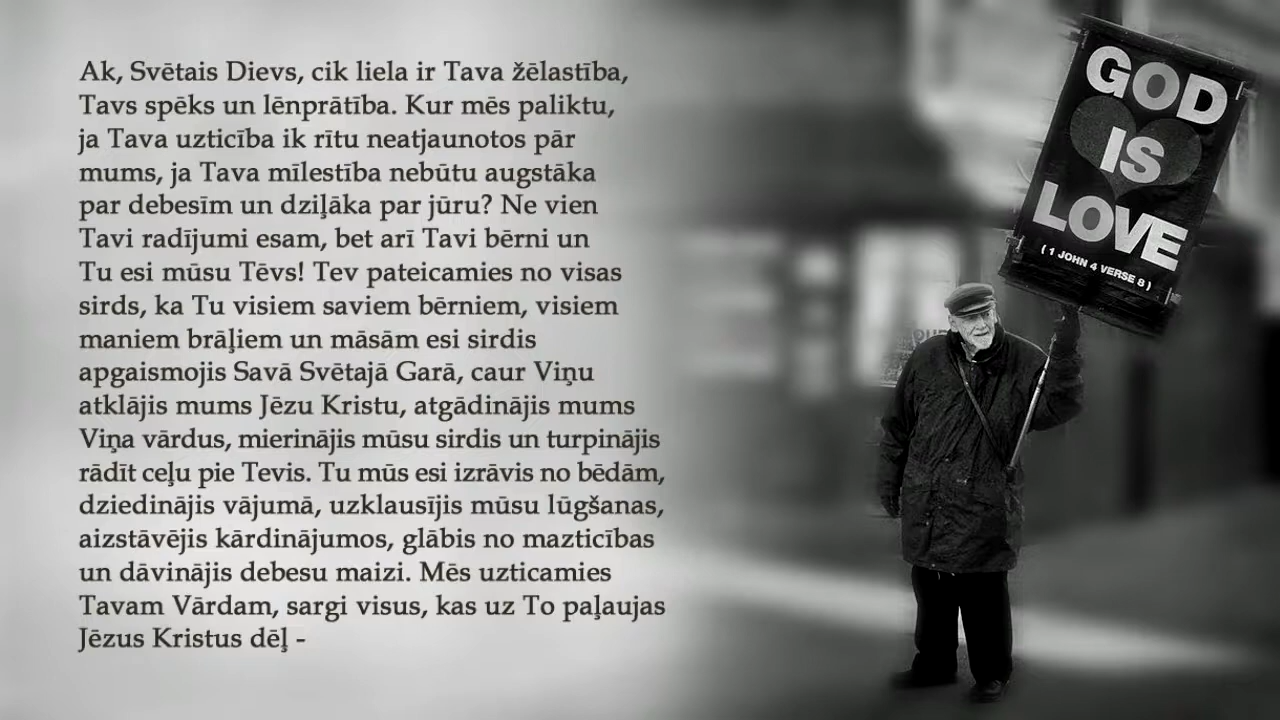 Ak, Svētais Dievs, cik liela ir Tava žēlastība,
Tavs spēks un lēnprātība. Kur mēs paliktu,
ja Tava uzticība ik rītu neatjaunotos pār
mums, ja Tava mīlestība nebūtu augstāka
par debesīm un dziļāka par jūru? Ne vien
Tavi radījumi esam, bet arī Tavi bērni un
Tu esi mūsu Tēvs! Tev pateicamies no visas
sirds, ka Tu visiem saviem bērniem, visiem
maniem brāļiem un māsām esi sirdis
apgaismojis Savā Svētajā Garā, caur Viņu
atklājis mums Jēzu Kristu, atgādinājis mums
Viņa vārdus, mierinājis mūsu sirdis un turpinājis
rādīt ceļu pie Tevis. Tu mūs esi izrāvis no bēdām,
dziedinājis vājumā, uzklausījis mūsu lūgšanas,
aizstāvējis kārdinājumos, glābis no mazticības
un dāvinājis debesu maizi. Mēs uzticamies
Tavam Vārdam, sargi visus, kas uz To paļaujas
Jēzus Kristus dēļ -
GOD
IS
LOVE
( 1 JOHN 4 VERSE 8 )